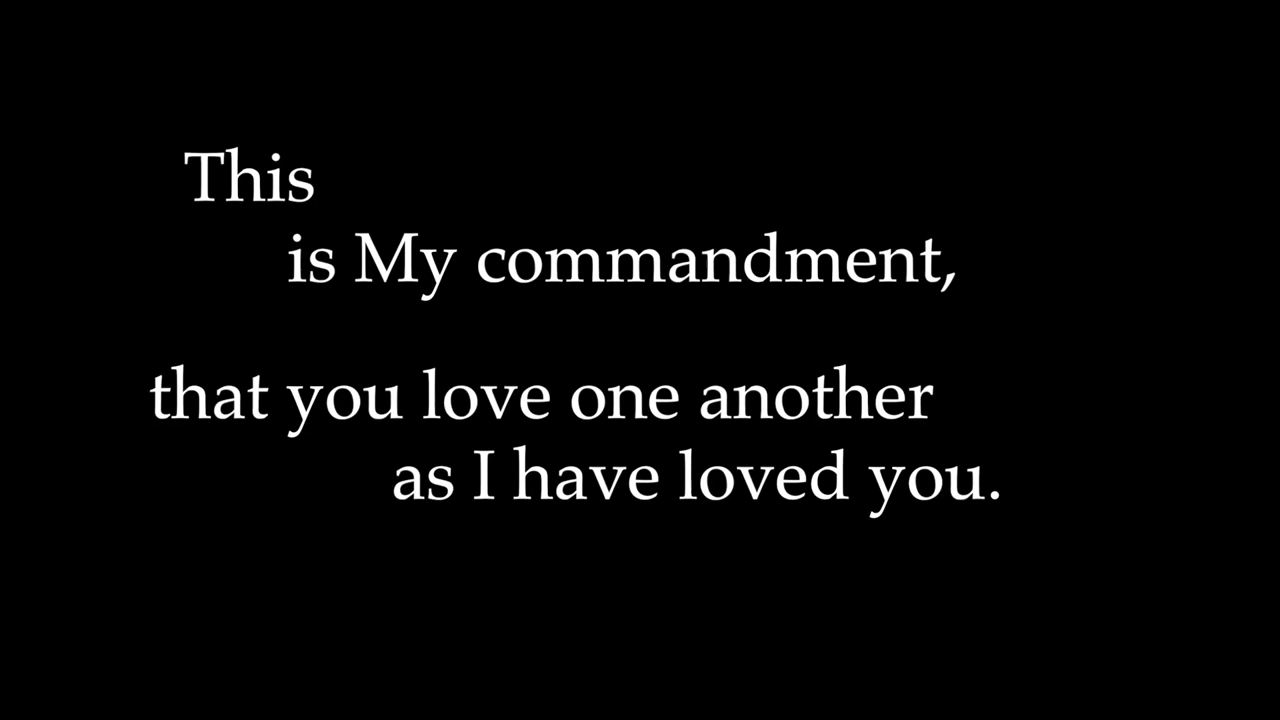 This
is My commandment,
that you love one another
as I have loved you.